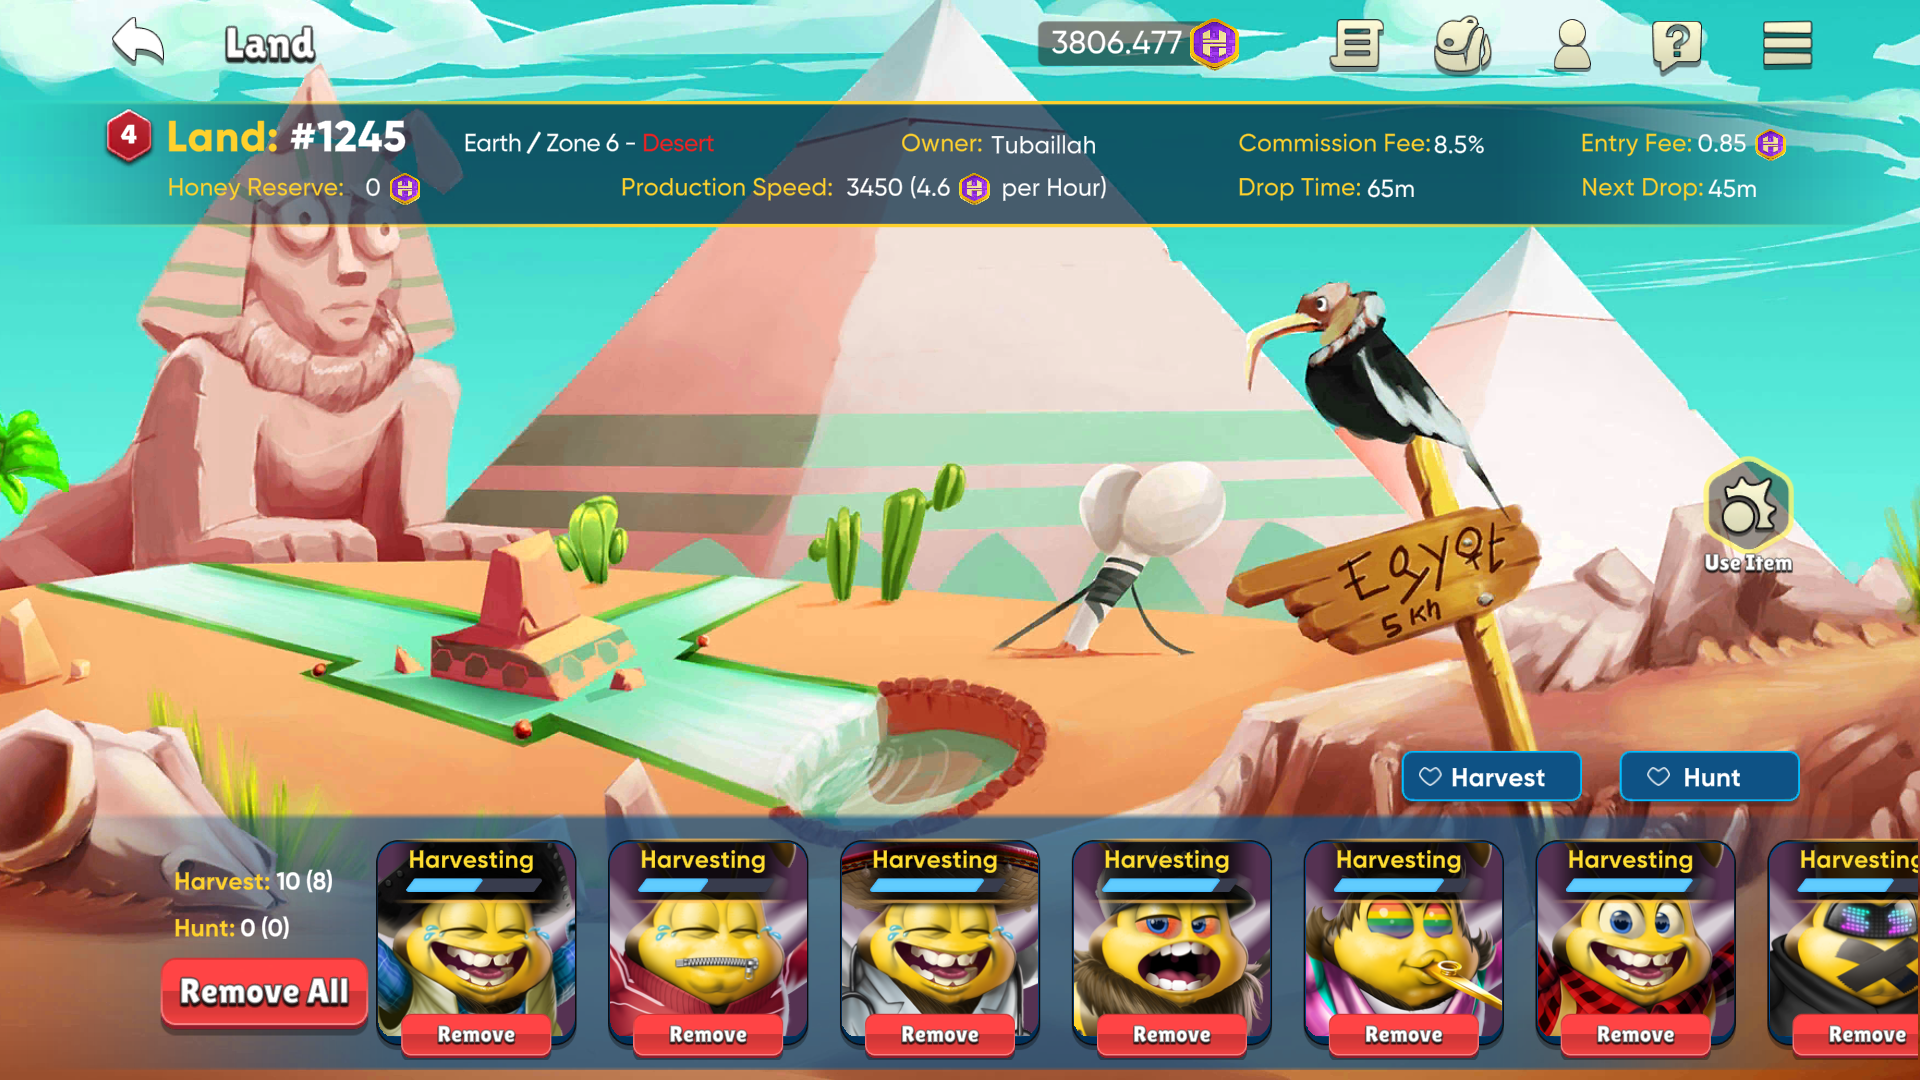 Land
3806.477
4
Land: #1245
Earth / Zone 6 - Desert
Owner: Tubaillah
Commission Fee: 8.5%
Entry Fee: 0.85
Honey Reserve: 0
Production Speed: 3450 (4.6 per Hour)
Drop Time: 65m
Next Drop: 45m
Egypt
5 Kh
Use Item
Harvest
Hunt
Harvest: 10 (8)
Hunt: 0 (0)
Remove All
Harvesting
Harvesting
Harvesting
Harvesting
Harvesting
Harvesting
Harvesting
Remove
Remove
Remove
Remove
Remove
Remove
Remove